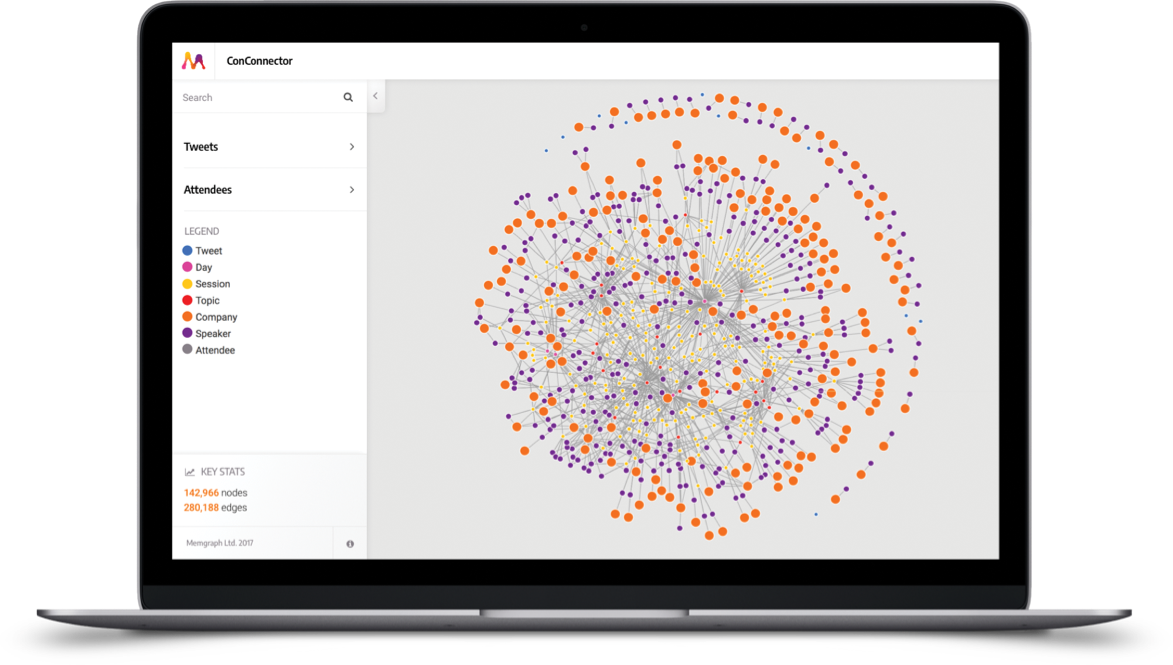 ConConnector
Search
Tweets
Attendees
LEGEND
Tweet
Day
Session
Topic
Company
Speaker
Attendee
KEY STATS
142,966 nodes
280,188 edges
Memgraph Ltd. 2017